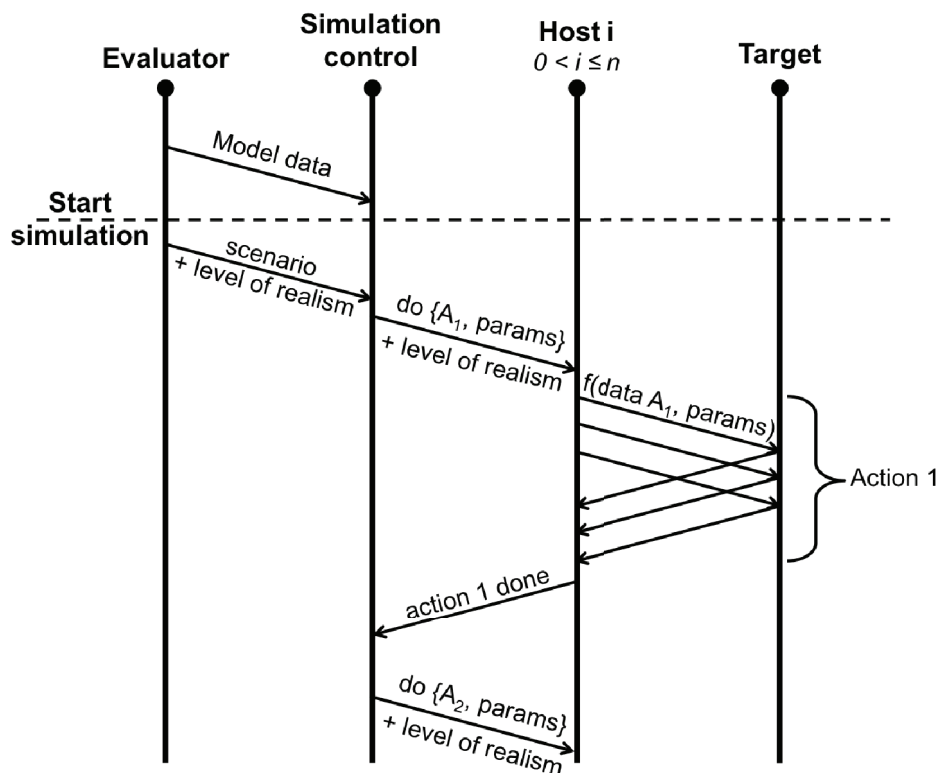 Evaluator
Simulation
control
Host i
0 < i ≤ n
Target
Model data
Start
simulation
scenario
+ level of realism
do {A₁, params}
+ level of realism
f(data A₁, params)
Action 1
action 1 done
do {A₂, params}
+ level of realism